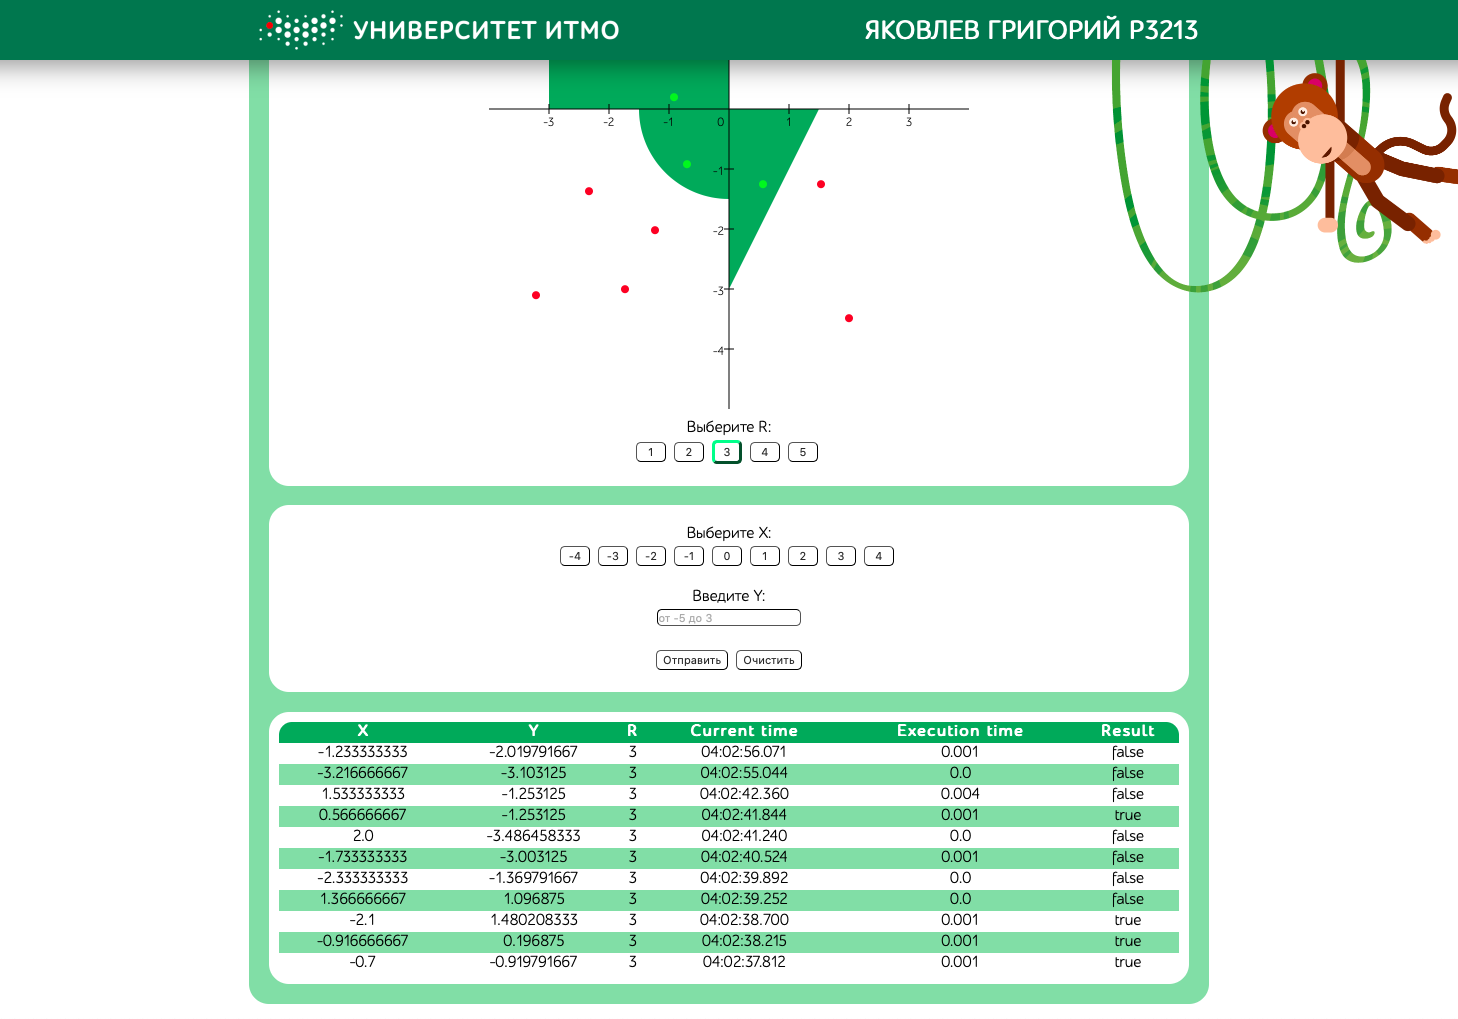 УНИВЕРСИТЕТ ИТМО
ЯКОВЛЕВ ГРИГОРИЙ P3213
-3 -2 -1 0 1 2 3
-1
-2
-3
-4
Выберите R:
1 2 3 4 5
Выберите X:
-4 -3 -2 -1 0 1 2 3 4
Введите Y:
от -5 до 3
Отправить Очистить
X Y R Current time Execution time Result
-1.233333333 -2.019791667 3 04:02:56.071 0.001 false
-3.216666667 -3.103125 3 04:02:55.044 0.0 false
1.533333333 -1.253125 3 04:02:42.360 0.004 false
0.566666667 -1.253125 3 04:02:41.844 0.001 true
2.0 -3.486458333 3 04:02:41.240 0.0 false
-1.733333333 -3.003125 3 04:02:40.524 0.001 false
-2.333333333 -1.369791667 3 04:02:39.892 0.0 false
1.366666667 1.096875 3 04:02:39.252 0.0 false
-2.1 1.480208333 3 04:02:38.700 0.001 true
-0.916666667 0.196875 3 04:02:38.215 0.001 true
-0.7 -0.919791667 3 04:02:37.812 0.001 true